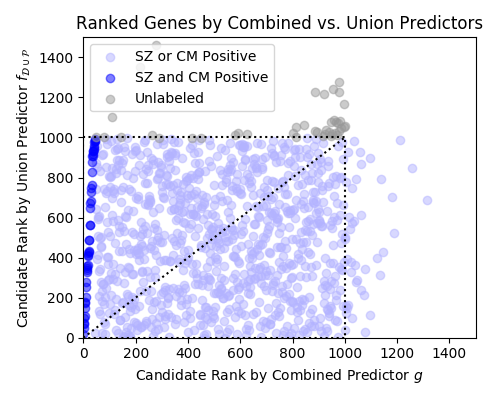 Ranked Genes by Combined vs. Union Predictors
SZ or CM Positive
SZ and CM Positive
Unlabeled
Candidate Rank by Union Predictor f_{𝒟∪𝒫}
1400
1200
1000
800
600
400
200
0
0 200 400 600 800 1000 1200 1400
Candidate Rank by Combined Predictor g